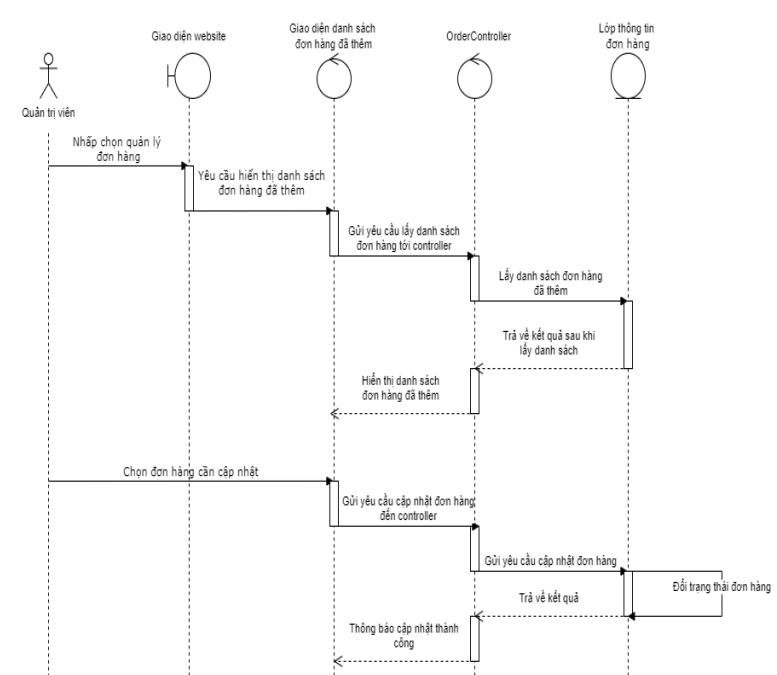 Giao diện website
Giao diện danh sách
đơn hàng đã thêm
OrderController
Lớp thông tin
đơn hàng
Quản trị viên
Nhấp chọn quản lý
đơn hàng
Yêu cầu hiển thị danh sách
đơn hàng đã thêm
Gửi yêu cầu lấy danh sách
đơn hàng tới controller
Lấy danh sách đơn hàng
đã thêm
Trả về kết quả sau khi
lấy danh sách
Hiển thị danh sách
đơn hàng đã thêm
Chọn đơn hàng cần cập nhật
Gửi yêu cầu cập nhật đơn hàng
đến controller
Gửi yêu cầu cập nhật đơn hàng
Đổi trạng thái đơn hàng
Trả về kết quả
Thông báo cập nhật thành
công